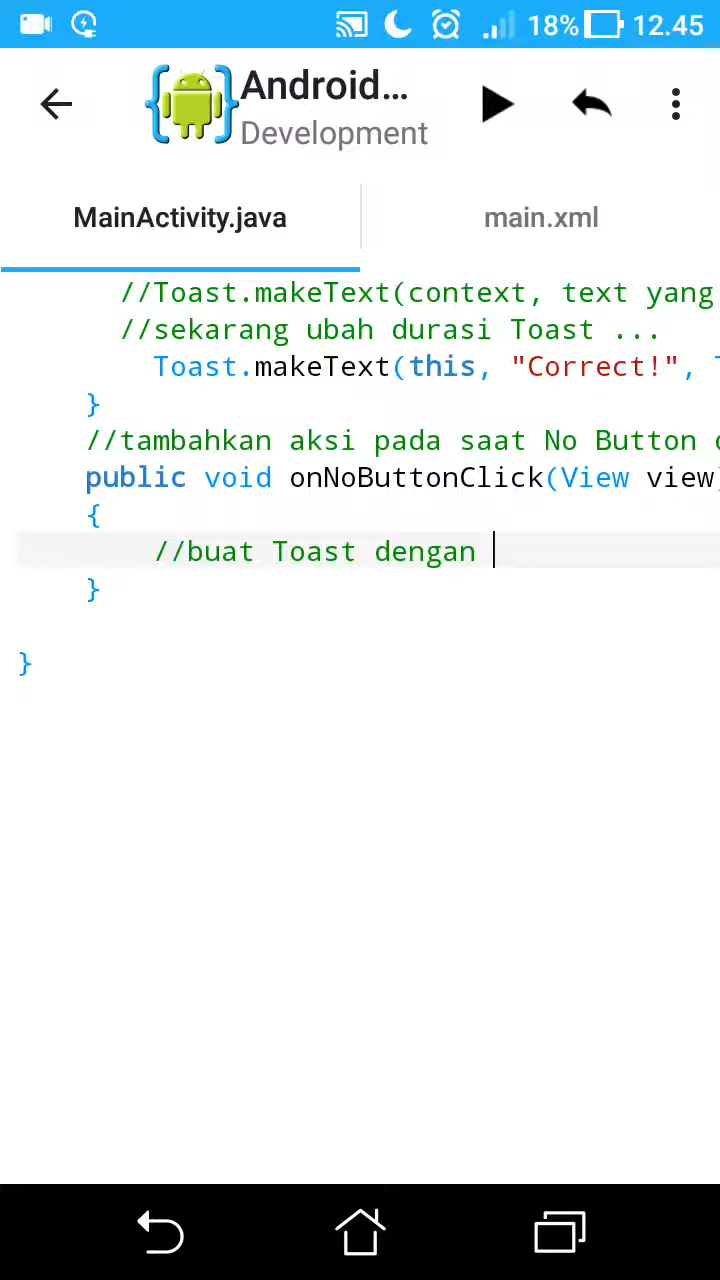 18% 12.45
Android...
Development
MainActivity.java main.xml
//Toast.makeText(context, text yang
//sekarang ubah durasi Toast ...
Toast.makeText(this, "Correct!",
}
//tambahkan aksi pada saat No Button
public void onNoButtonClick(View view)
{
//buat Toast dengan
}
}